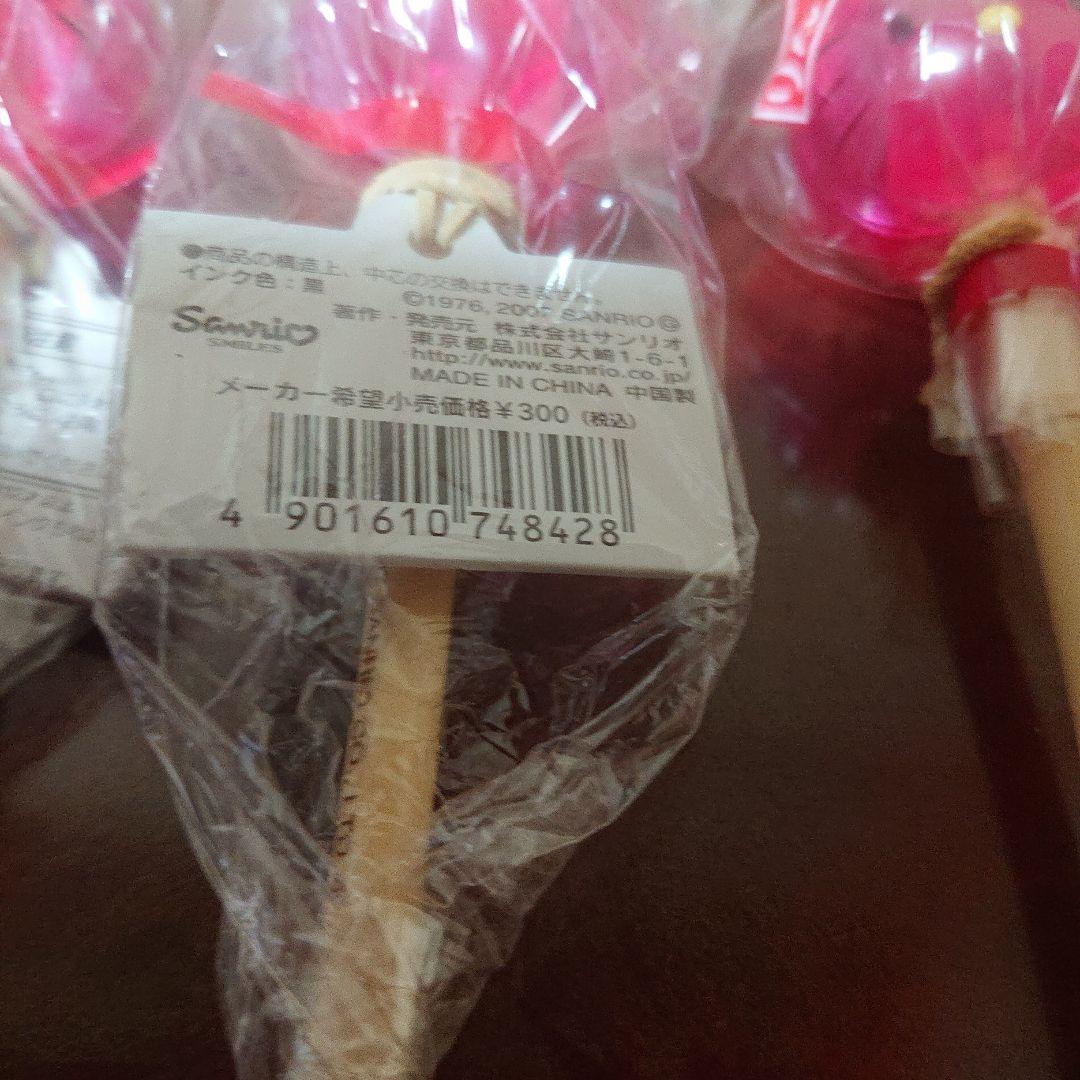 ●商品の構造上、中芯の交換はできません。
インク色：黒
©1976, SANRIO
Sanrio
SMILES
著作・発売元 株式会社サンリオ
東京都品川区大崎1-6-1
http://www.sanrio.co.jp/
MADE IN CHINA 中国製
メーカー希望小売価格¥300（税込）
4 901610 748428